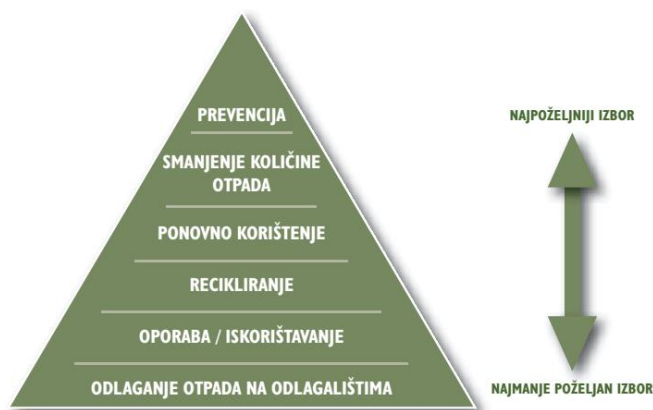 PREVENCIJA
SMANJENJE KOLIČINE
OTPADA
PONOVNO KORIŠTENJE
RECIKLIRANJE
OPORABA / ISKORIŠTAVANJE
ODLAGANJE OTPADA NA ODLAGALIŠTIMA
NAJPOŽELJNIJI IZBOR
NAJMANJE POŽELJAN IZBOR